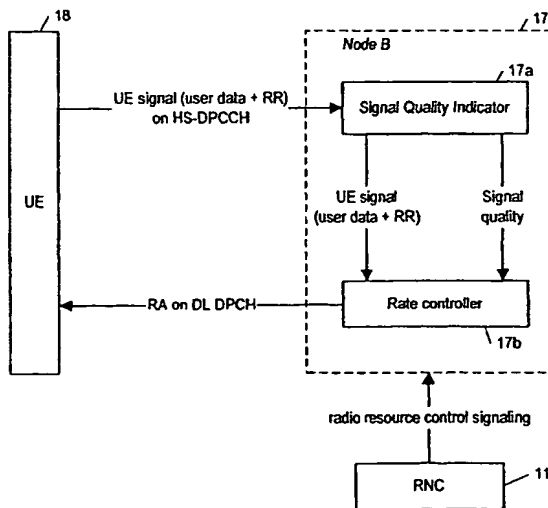 18
17
Node B
17a
UE signal (user data + RR)
on HS-DPCCH
Signal Quality Indicator
UE
UE signal
(user data + RR)
Signal
quality
RA on DL DPCH
Rate controller
17b
radio resource control signaling
11
RNC